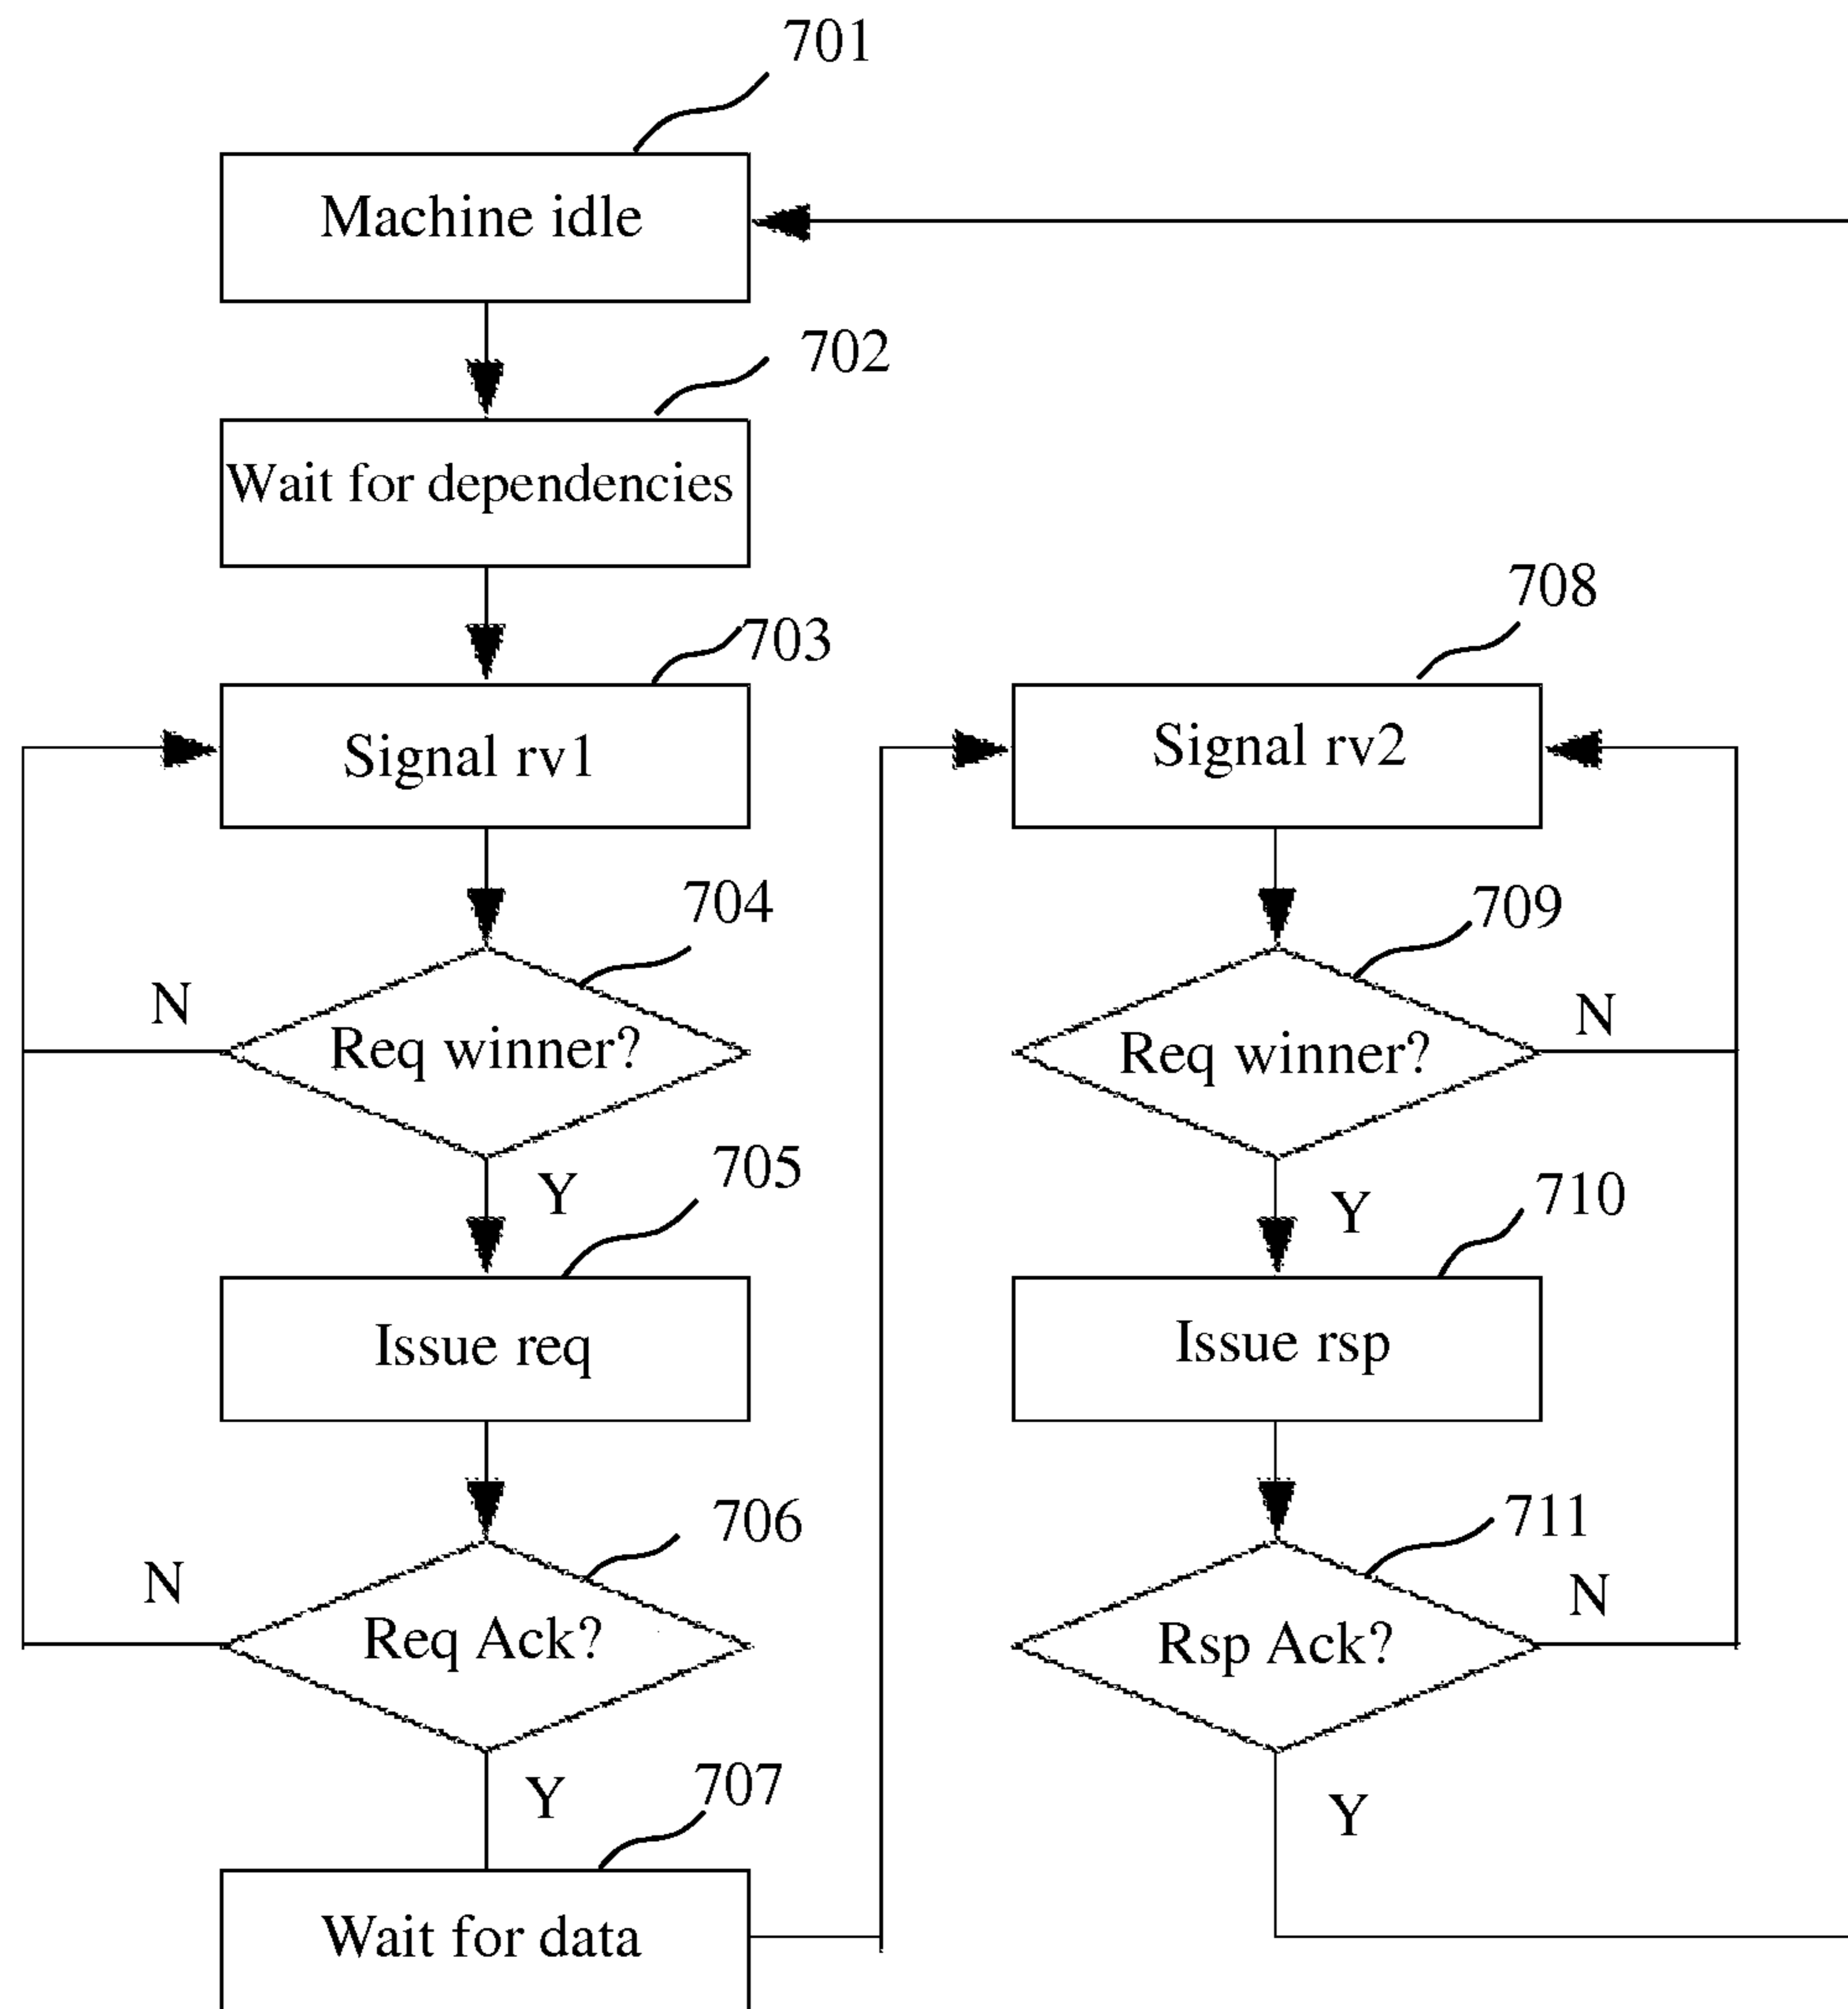 701
Machine idle
702
Wait for dependencies
703
Signal rv1
704
N
Req winner?
Y
705
Issue req
706
N
Req Ack?
Y
707
Wait for data
708
Signal rv2
709
N
Req winner?
Y
710
Issue rsp
711
N
Rsp Ack?
Y